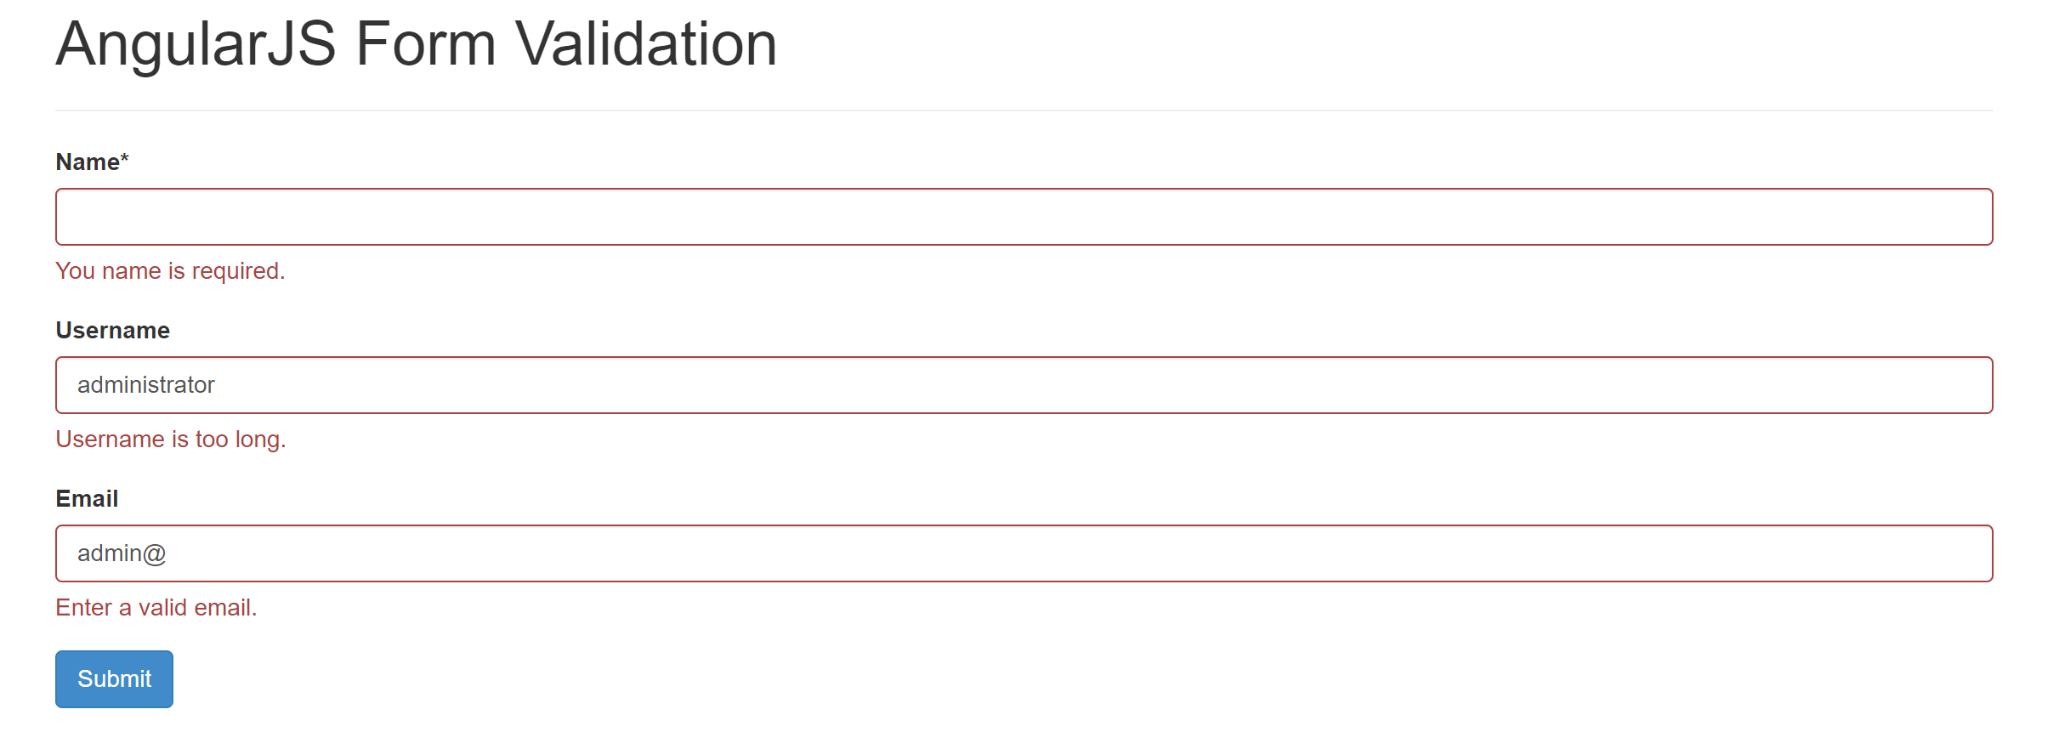 AngularJS Form Validation
Name*
You name is required.
Username
administrator
Username is too long.
Email
admin@
Enter a valid email.
Submit